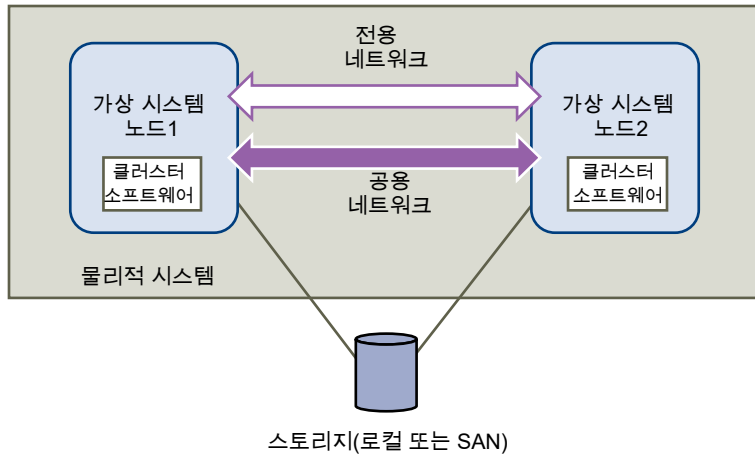 전용
네트워크
가상 시스템
노드1
가상 시스템
노드2
클러스터
소프트웨어
클러스터
소프트웨어
공용
네트워크
물리적 시스템
스토리지(로컬 또는 SAN)